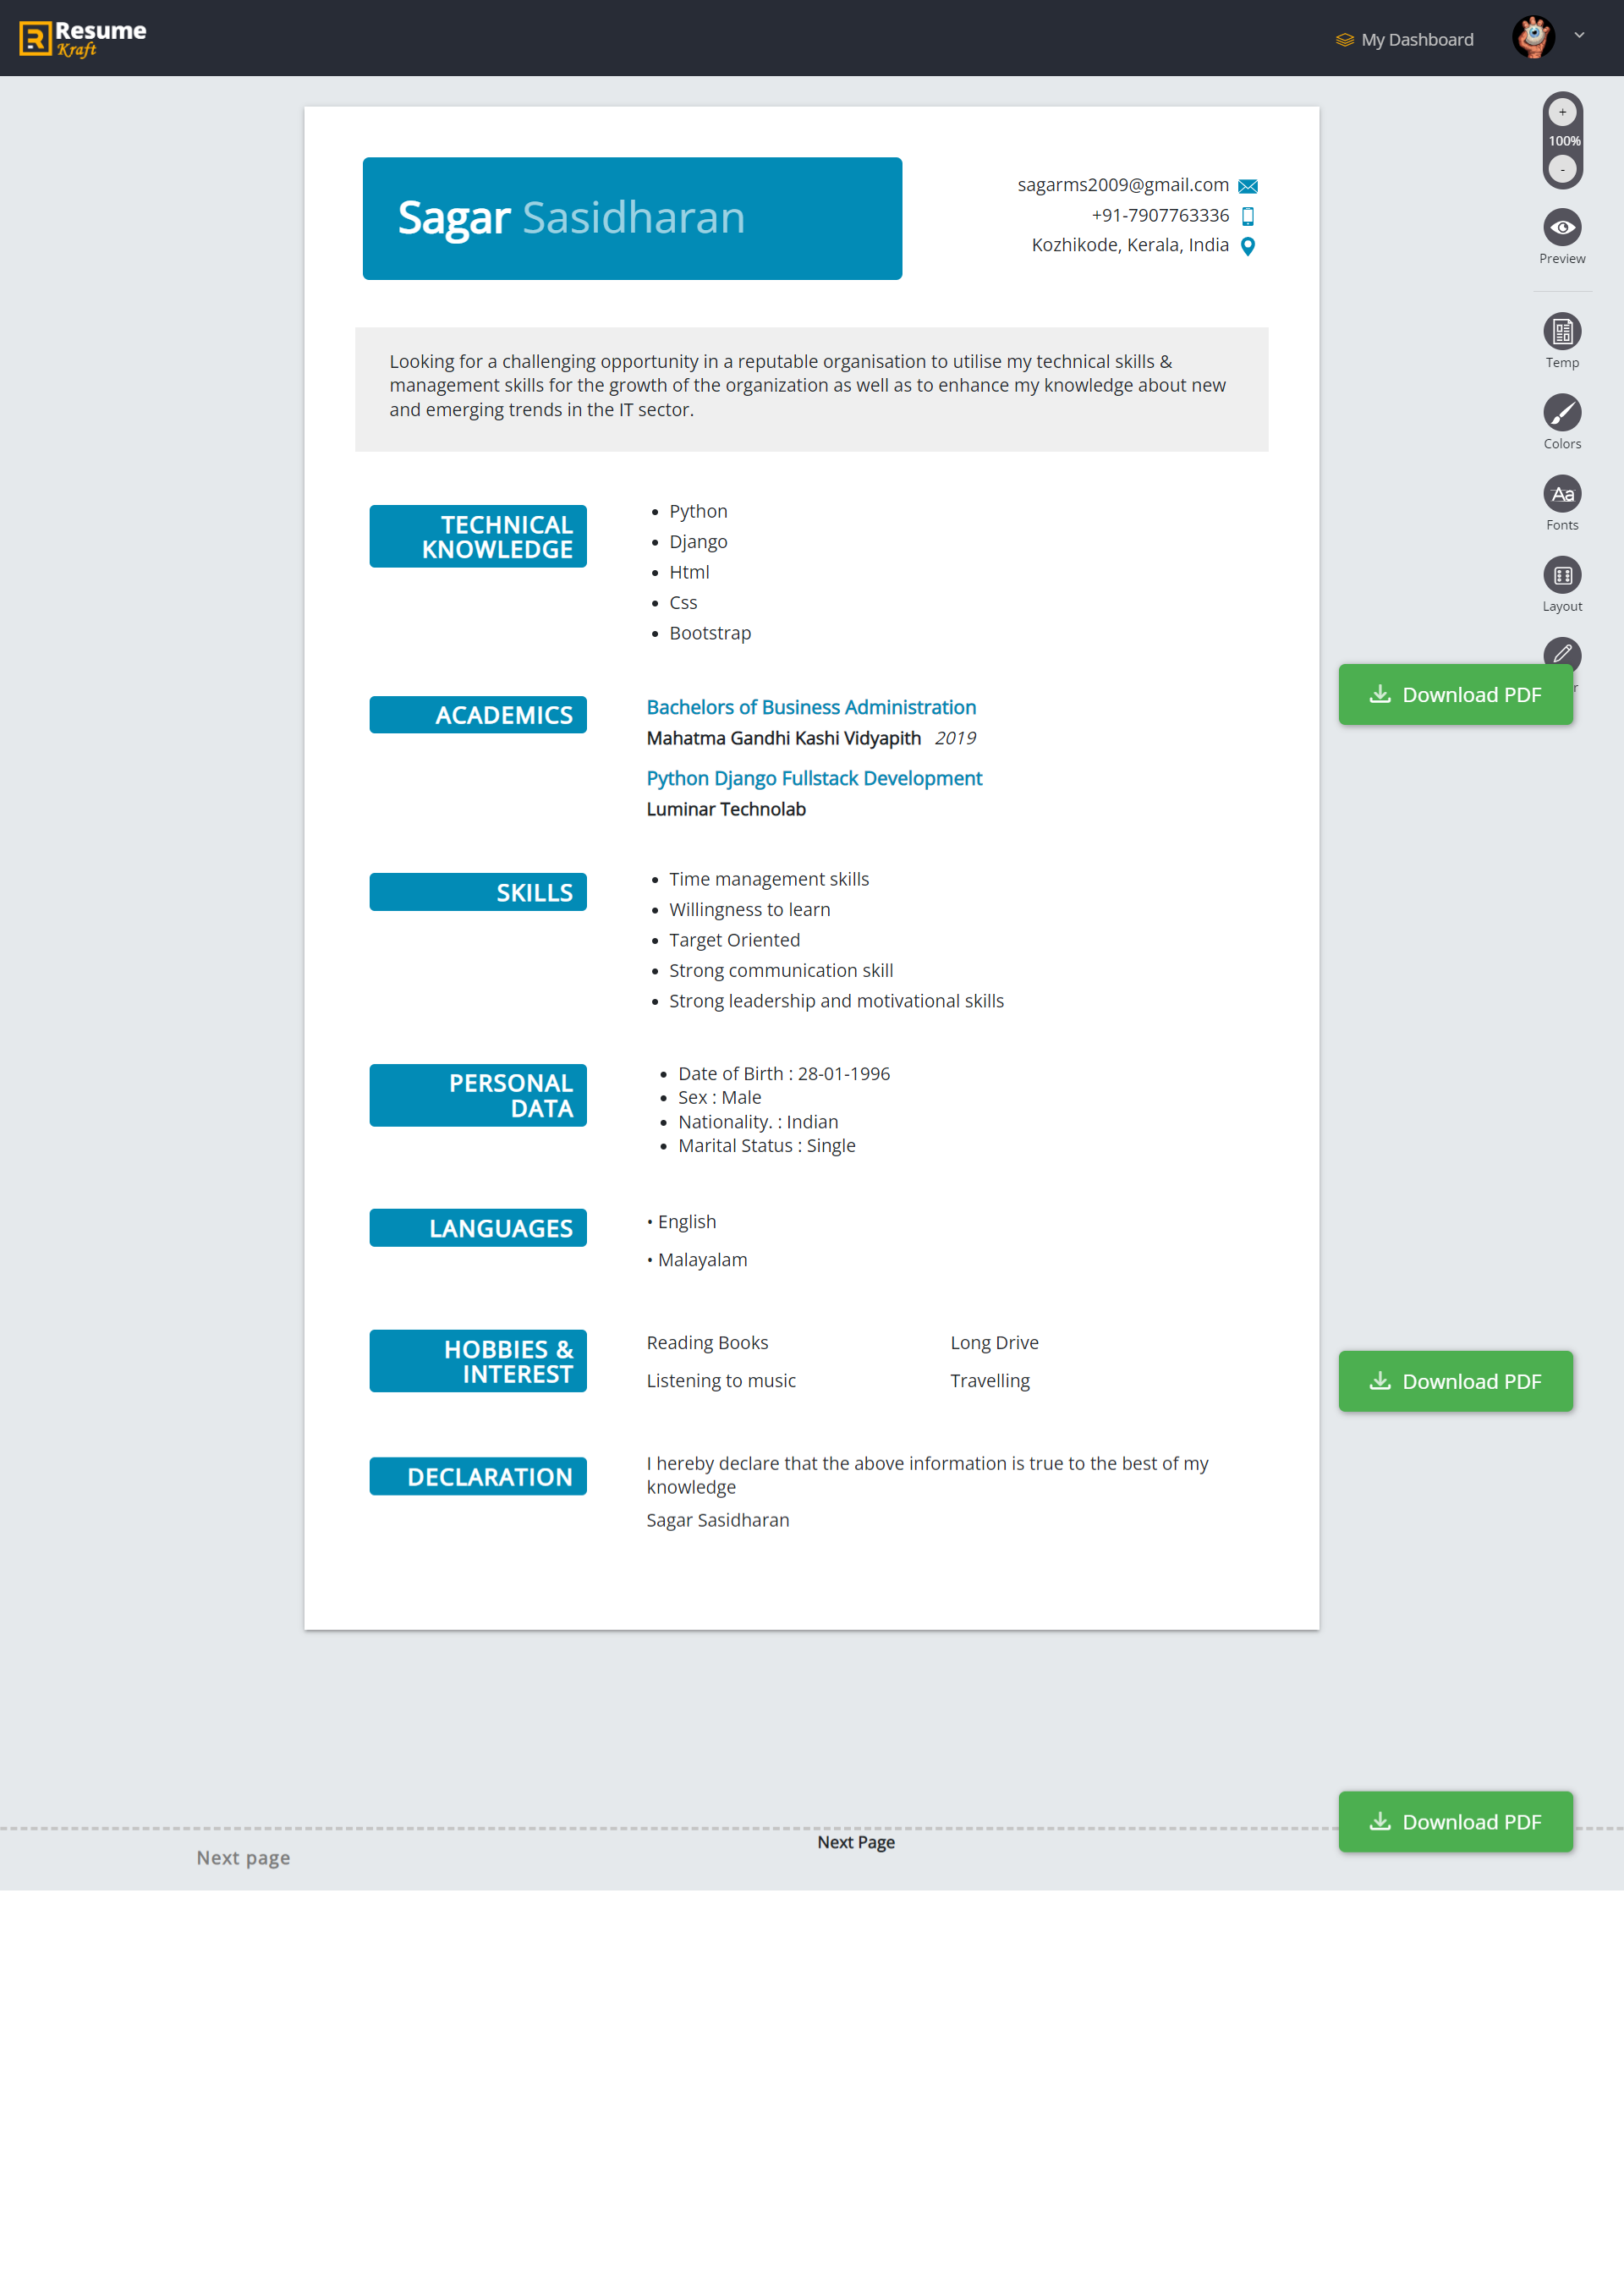 Resume
Kraft
My Dashboard
+
100%
-
Preview
Temp
Colors
Aa
Fonts
Layout
r
Sagar Sasidharan
sagarms2009@gmail.com
+91-7907763336
Kozhikode, Kerala, India
Looking for a challenging opportunity in a reputable organisation to utilise my technical skills &
management skills for the growth of the organization as well as to enhance my knowledge about new
and emerging trends in the IT sector.
TECHNICAL
KNOWLEDGE
• Python
• Django
• Html
• Css
• Bootstrap
Download PDF
ACADEMICS
Bachelors of Business Administration
Mahatma Gandhi Kashi Vidyapith 2019
Python Django Fullstack Development
Luminar Technolab
SKILLS
• Time management skills
• Willingness to learn
• Target Oriented
• Strong communication skill
• Strong leadership and motivational skills
PERSONAL
DATA
• Date of Birth : 28-01-1996
• Sex : Male
• Nationality. : Indian
• Marital Status : Single
LANGUAGES
• English
• Malayalam
HOBBIES &
INTEREST
Reading Books Long Drive
Listening to music Travelling
Download PDF
DECLARATION
I hereby declare that the above information is true to the best of my
knowledge
Sagar Sasidharan
Download PDF
Next Page
Next page